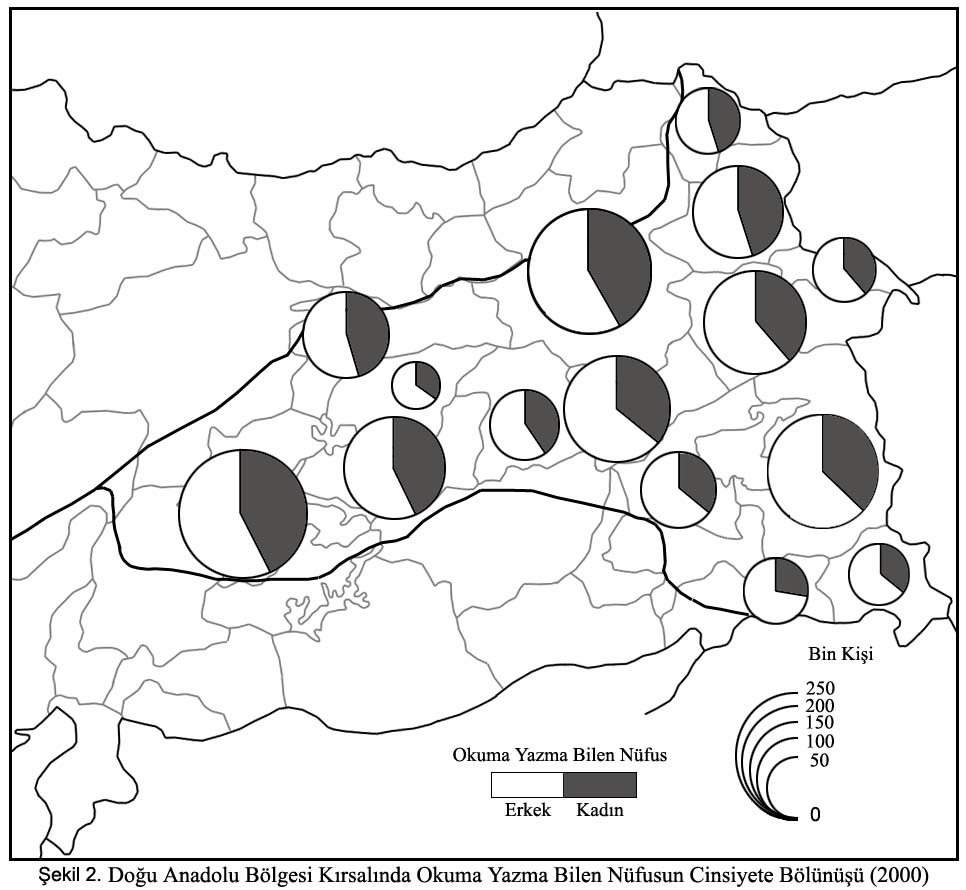 Bin Kişi
250
200
150
100
50
0
Okuma Yazma Bilen Nüfus
Erkek Kadın
Şekil 2. Doğu Anadolu Bölgesi Kırsalında Okuma Yazma Bilen Nüfusun Cinsiyete Bölünüşü (2000)